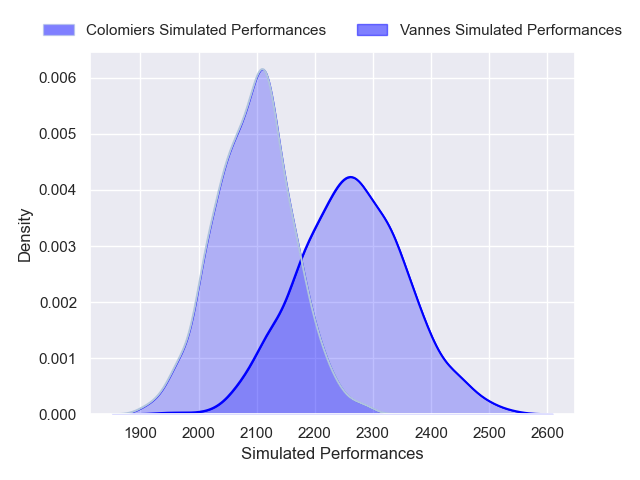 Colomiers Simulated Performances Vannes Simulated Performances
0.006
0.005
0.004
0.003
0.002
0.001
0.000
Density
1900 2000 2100 2200 2300 2400 2500 2600
Simulated Performances